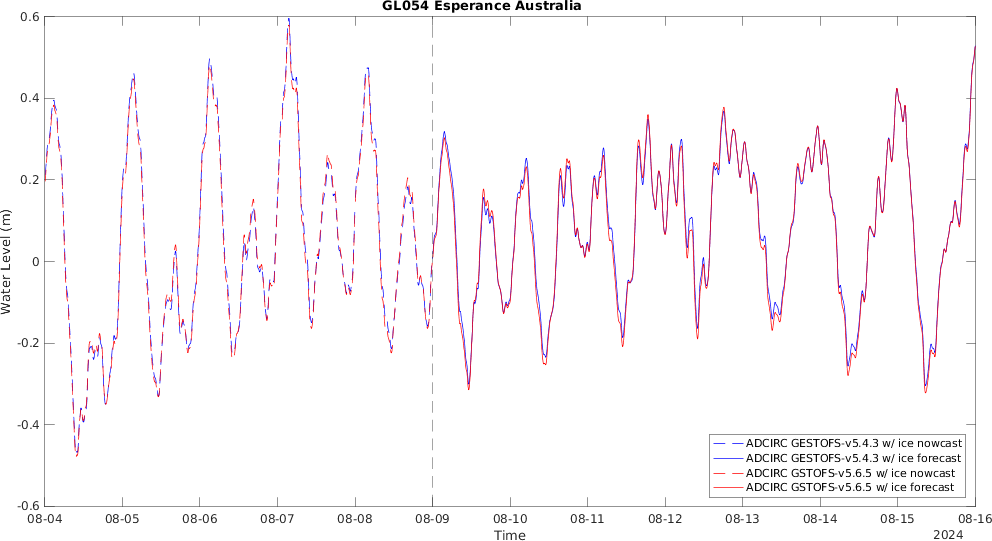 GL054 Esperance Australia
Water Level (m)
0.6
0.4
0.2
0
-0.2
-0.4
-0.6
ADCIRC GESTOFS-v5.4.3 w/ ice nowcast
ADCIRC GESTOFS-v5.4.3 w/ ice forecast
ADCIRC GSTOFS-v5.6.5 w/ ice nowcast
ADCIRC GSTOFS-v5.6.5 w/ ice forecast
08-04 08-05 08-06 08-07 08-08 08-09 08-10 08-11 08-12 08-13 08-14 08-15 08-16
Time
2024